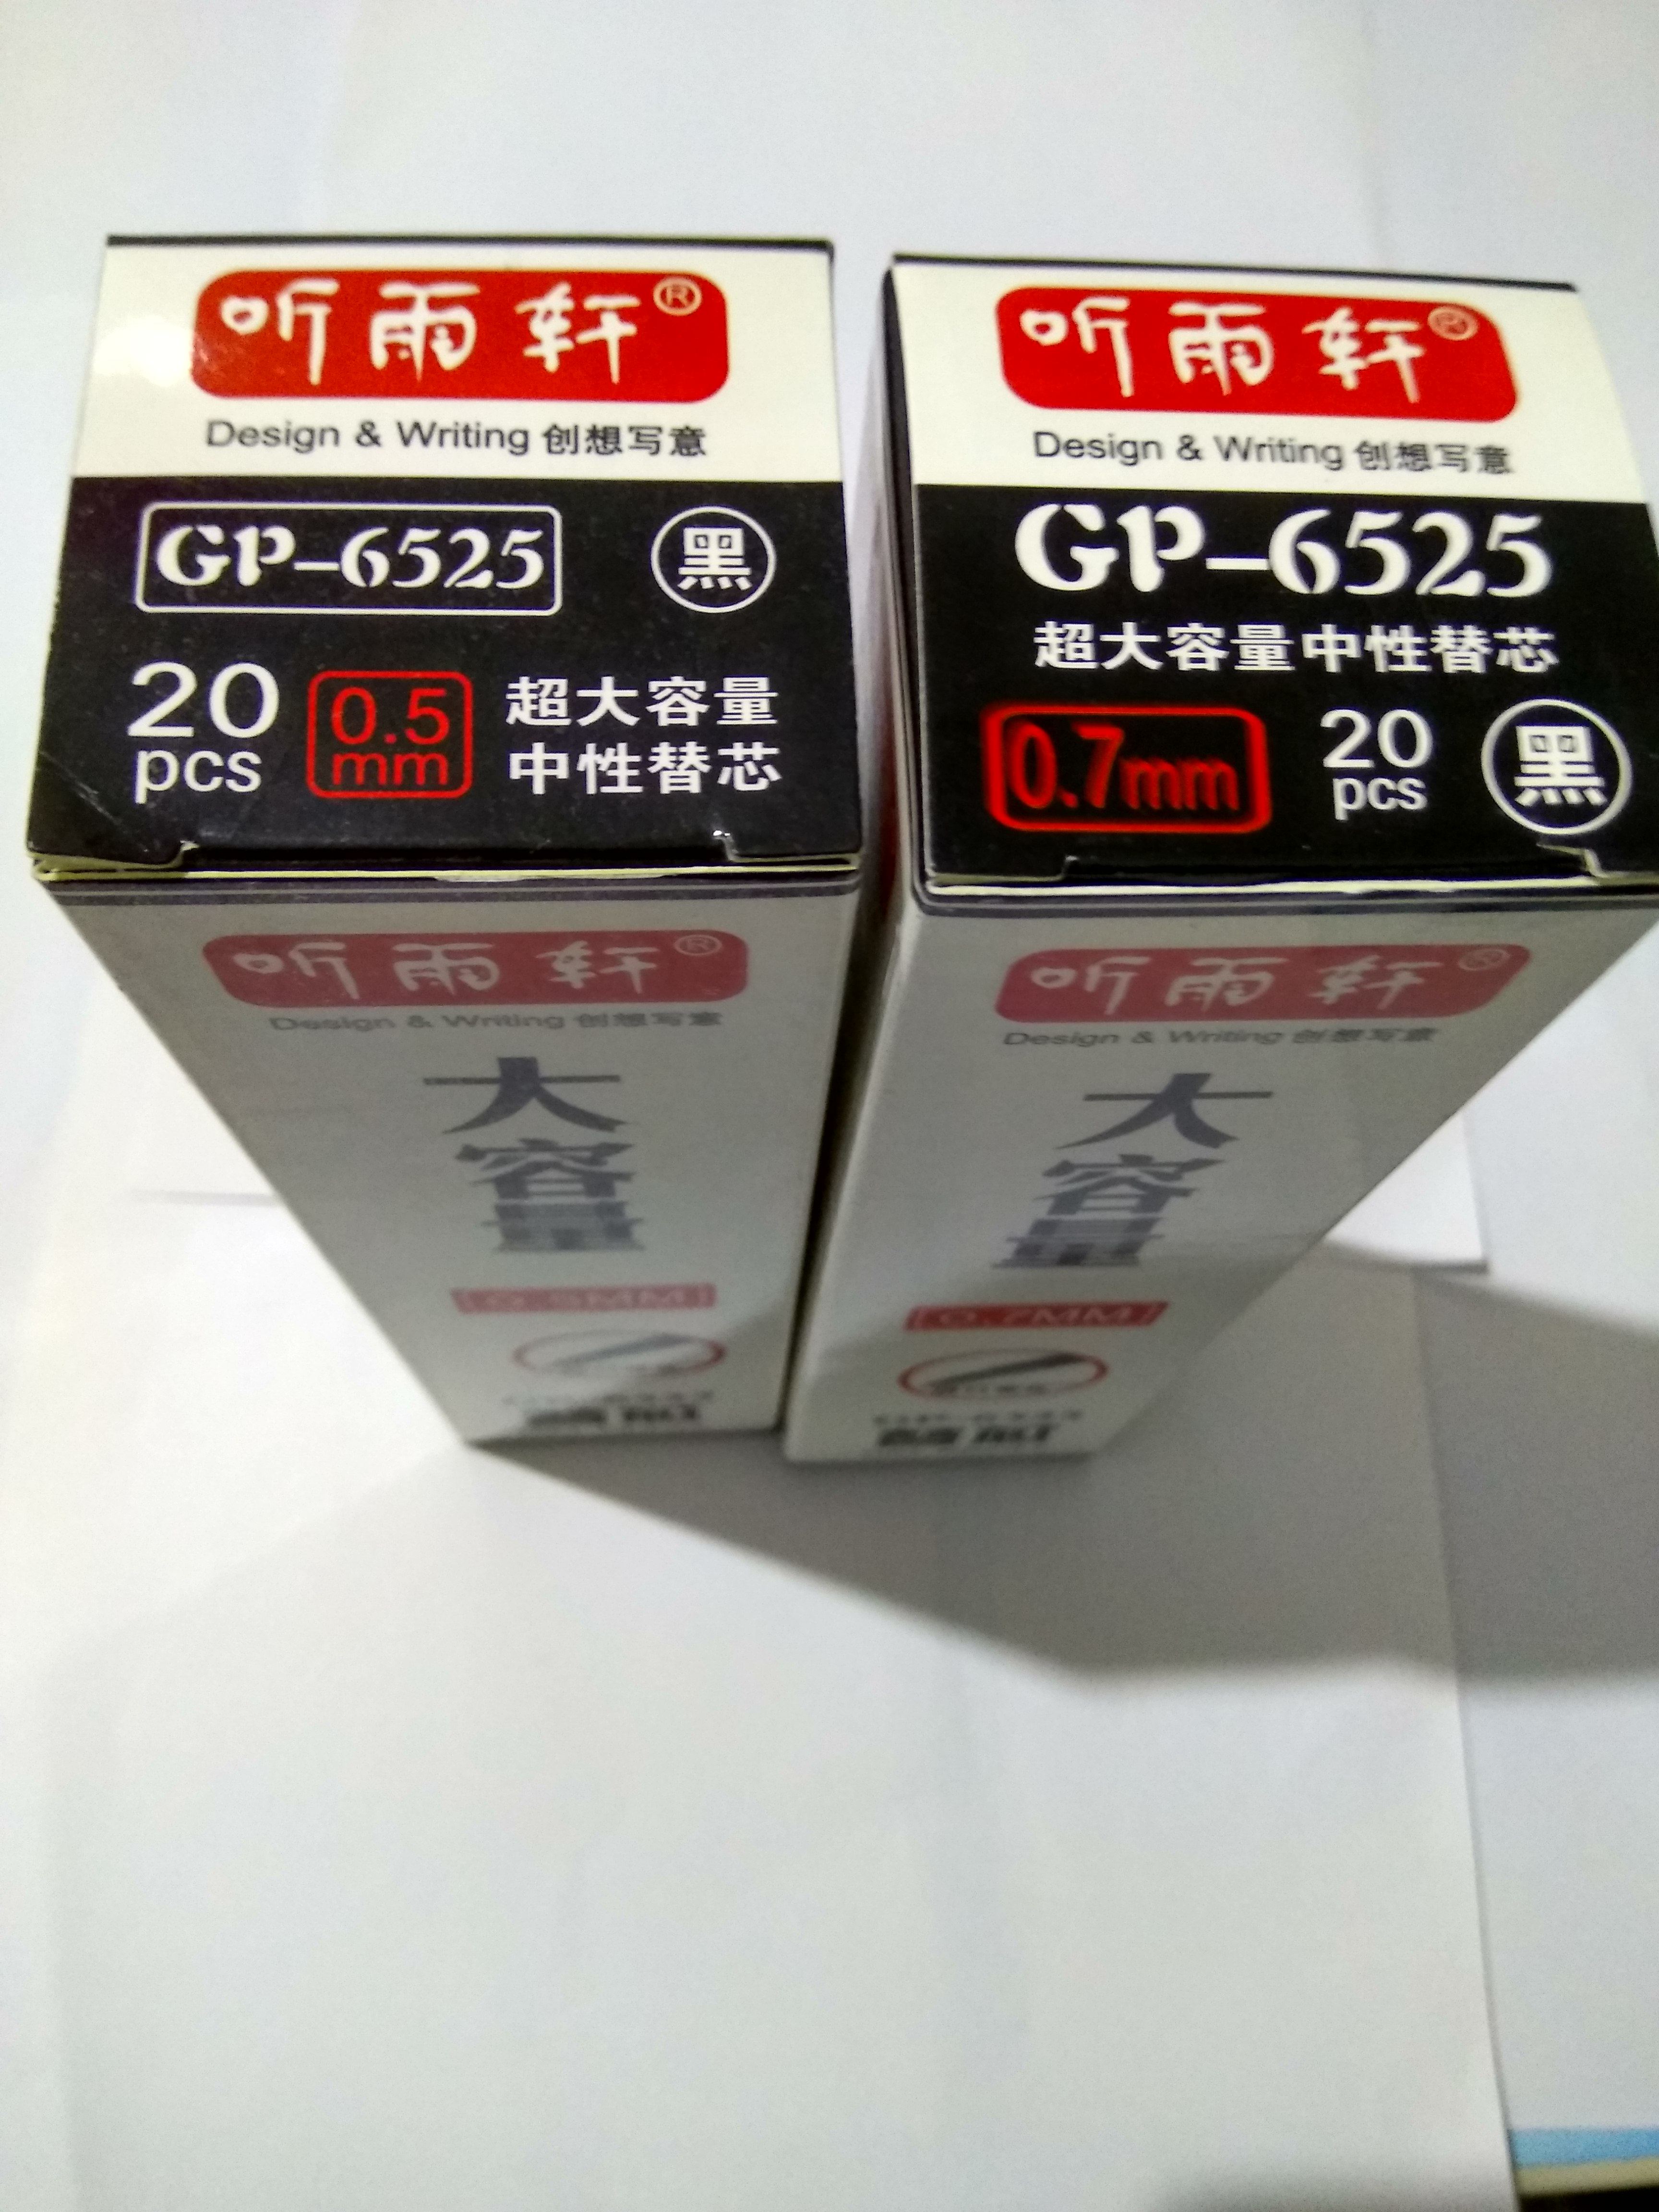 听雨轩®
Design & Writing 创想写意
GP-6525 黑
20 pcs
0.5 mm
超大容量
中性替芯
听雨轩®
Design & Writing 创想写意
大容量
听雨轩®
Design & Writing 创想写意
GP-6525
超大容量中性替芯
0.7mm
20 pcs
黑
听雨轩®
Design & Writing 创想写意
大容量
0.7MM